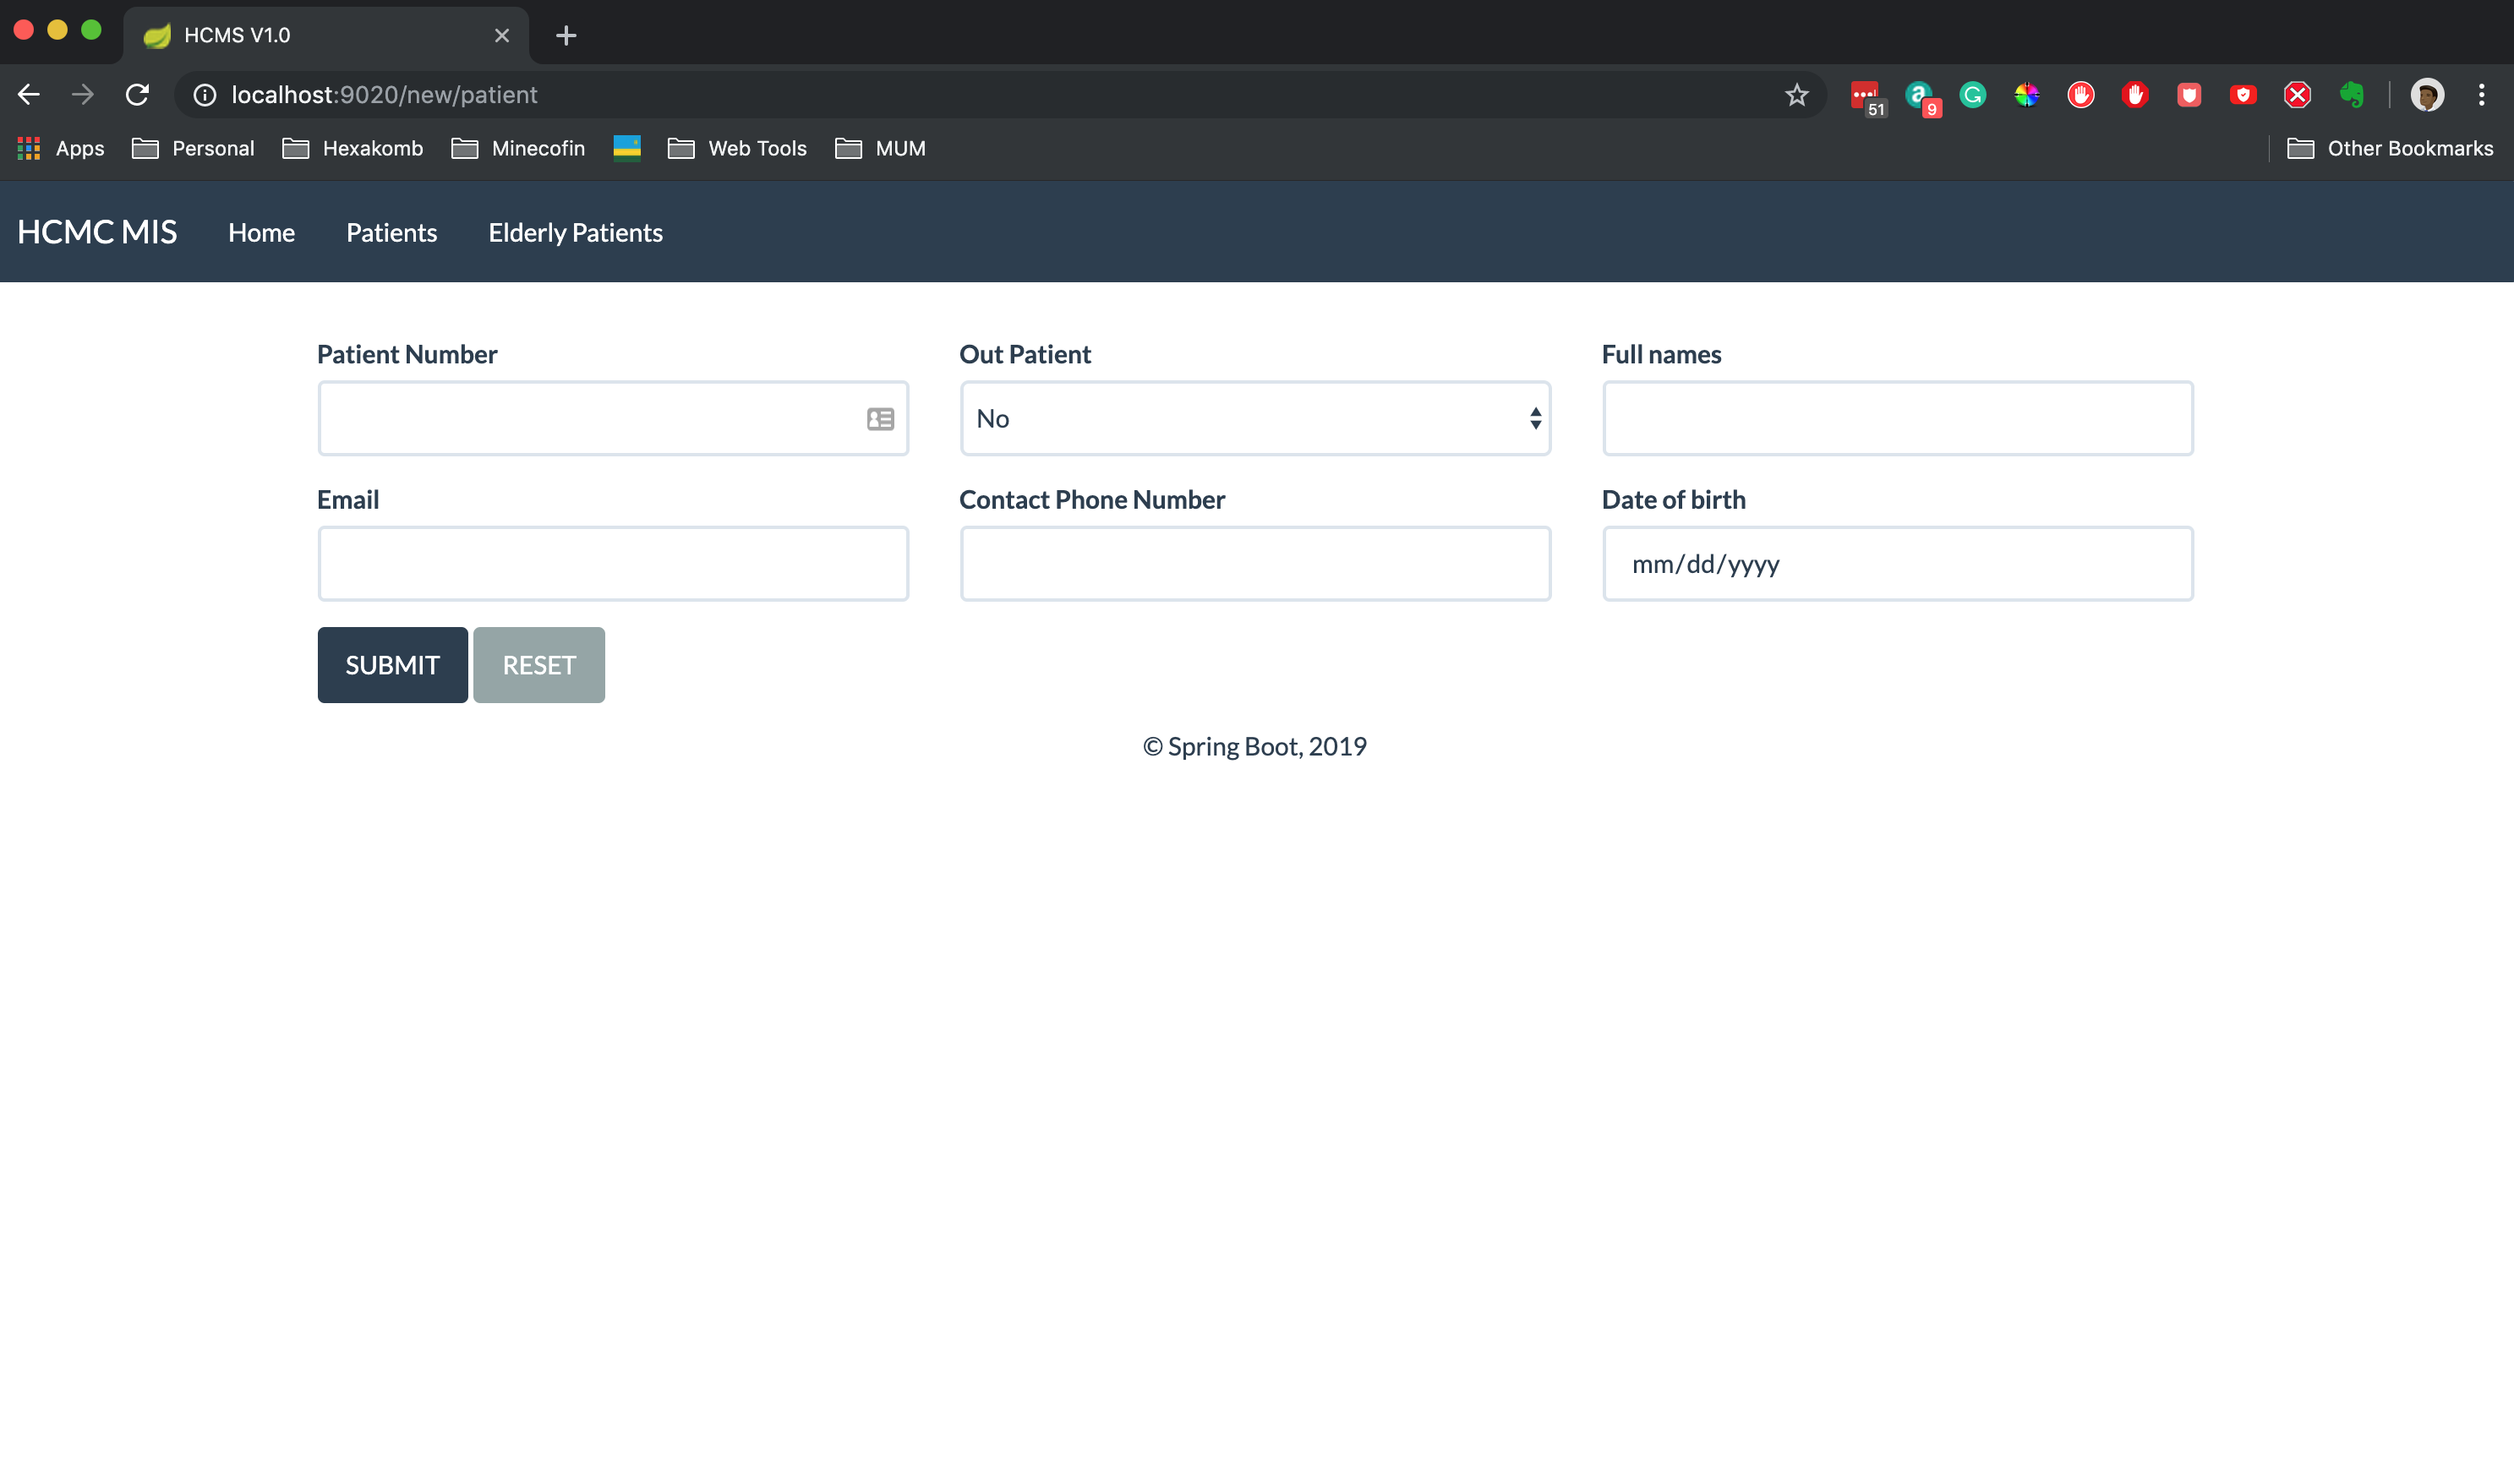 HCMS V1.0
localhost:9020/new/patient
51
9
Apps Personal Hexakomb Minecofin Web Tools MUM Other Bookmarks
HCMC MIS Home Patients Elderly Patients
Patient Number Out Patient Full names
No
Email Contact Phone Number Date of birth
mm/dd/yyyy
SUBMIT RESET
© Spring Boot, 2019